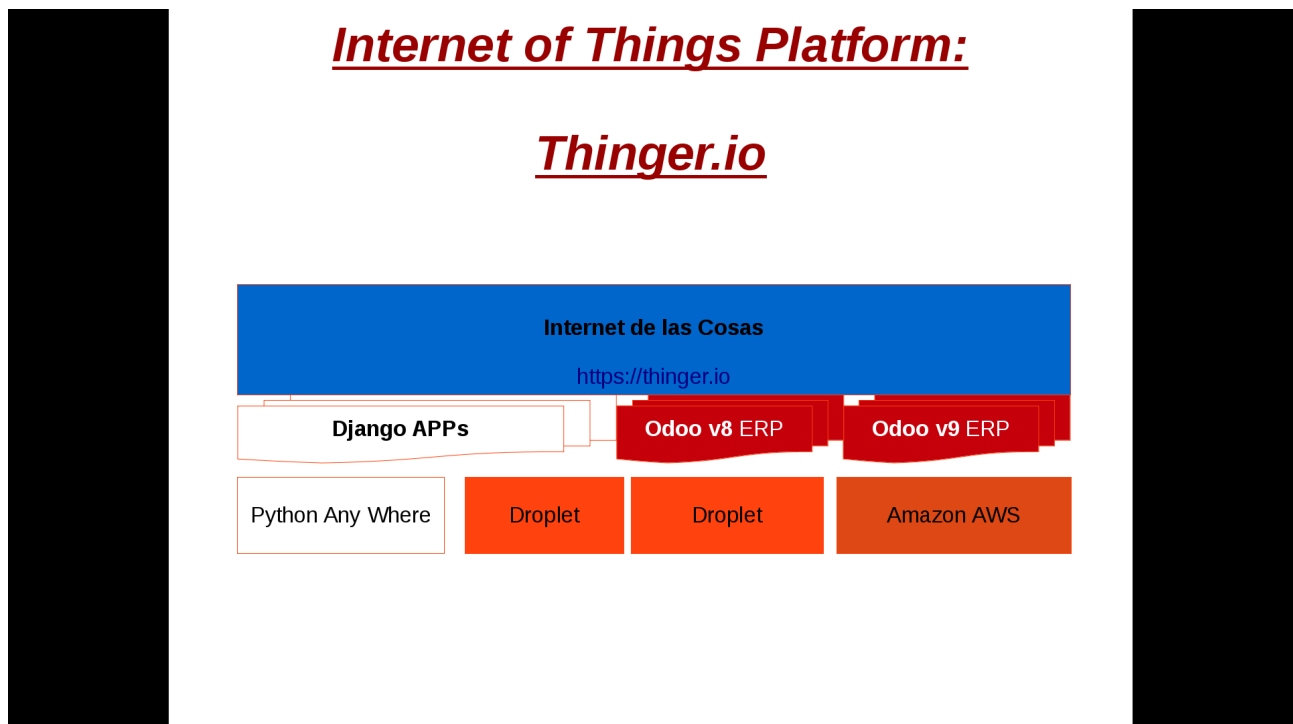 Internet of Things Platform:
Thinger.io
Internet de las Cosas
https://thinger.io
Django APPs
Odoo v8 ERP
Odoo v9 ERP
Python Any Where
Droplet
Droplet
Amazon AWS